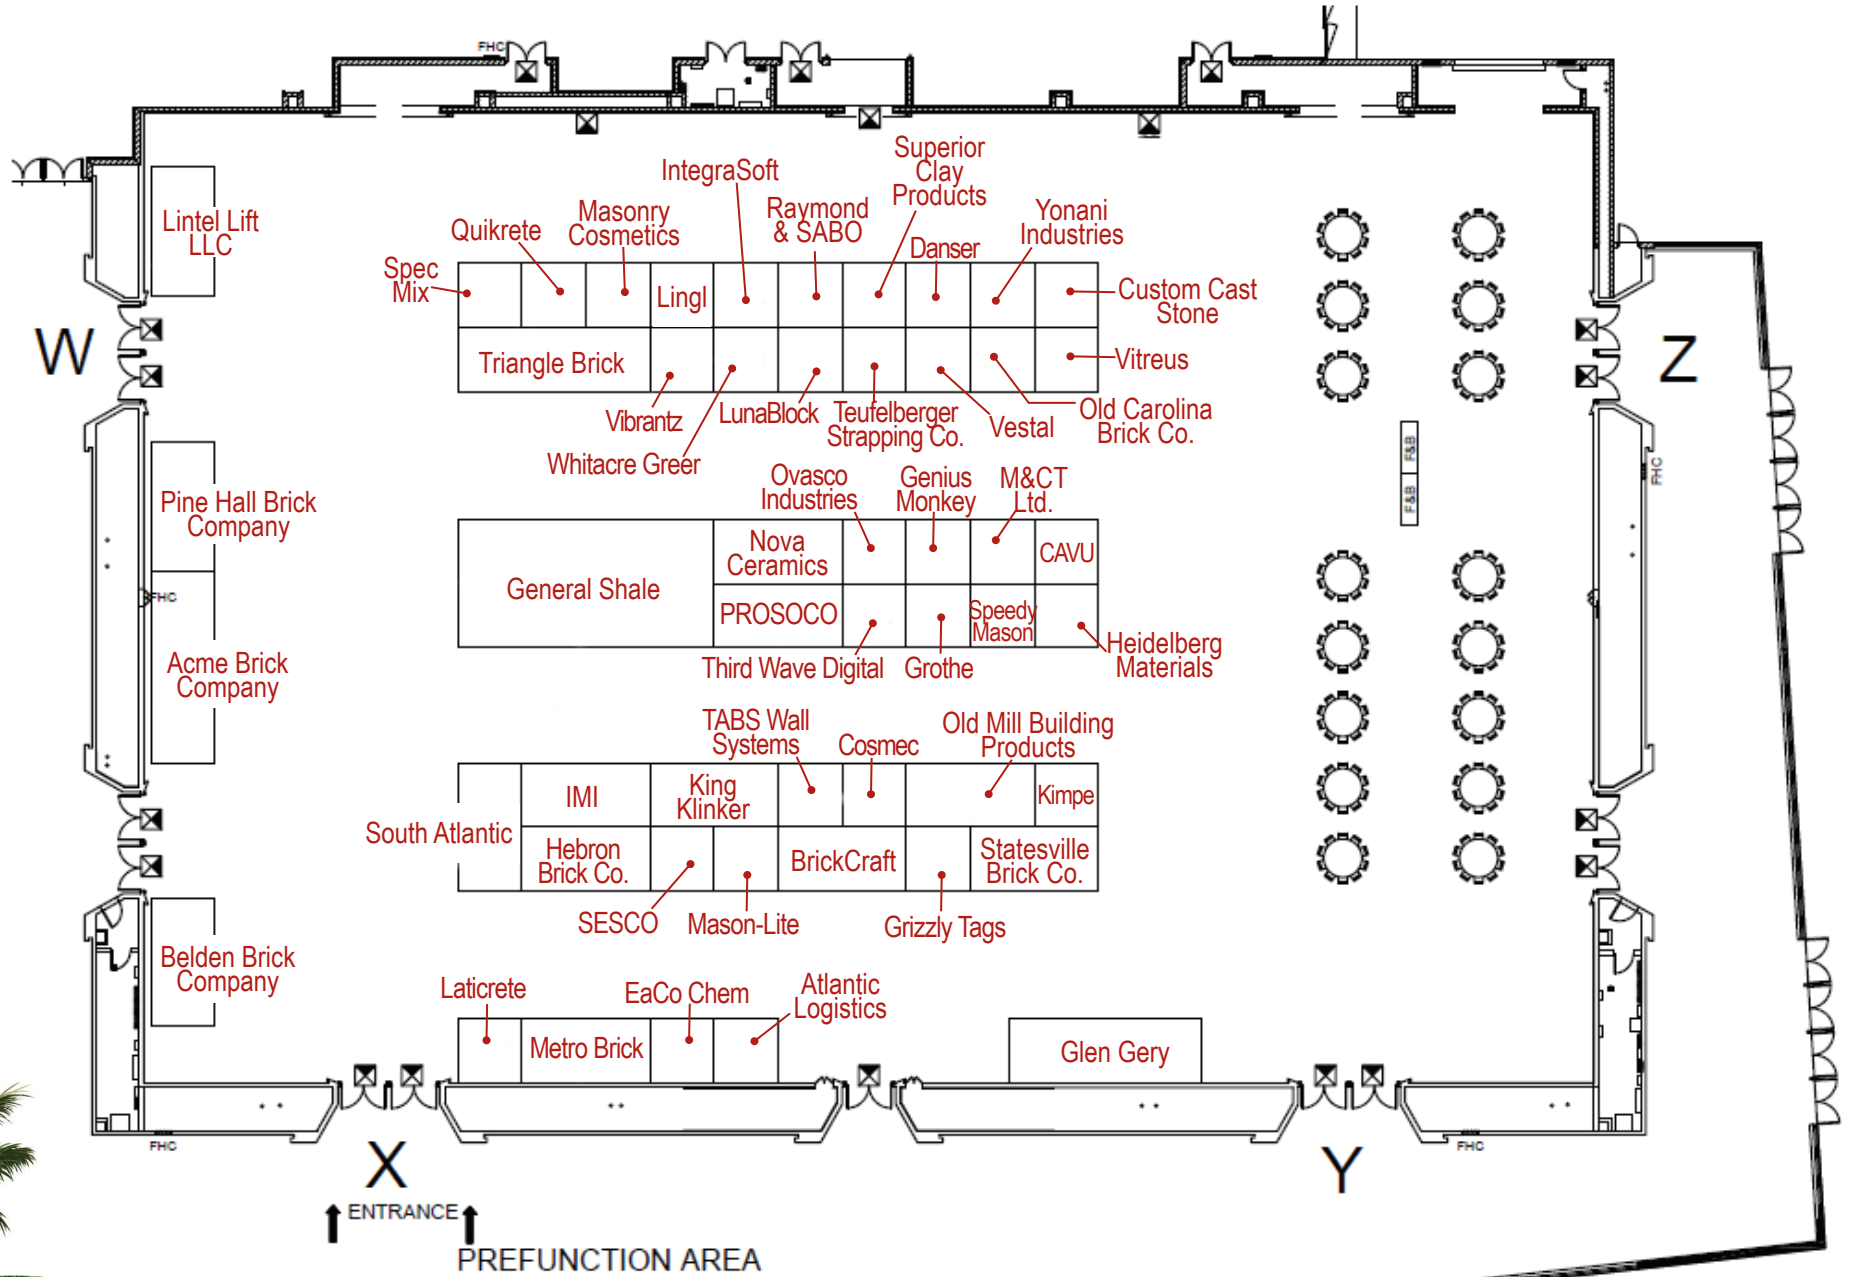 FHC
Superior
Clay
Products
IntegraSoft
Masonry
Cosmetics
Raymond
& SABO
Yonani
Industries
Quikrete
Danser
Lintel Lift
LLC
Spec
Mix
Lingl
Custom Cast
Stone
W
Z
Triangle Brick
Vitreus
Vibrantz
LunaBlock
Teufelberger
Strapping Co.
Vestal
Old Carolina
Brick Co.
Whitacre Greer
F&B
F&B
FHC
Ovasco
Industries
Genius
Monkey
M&CT
Ltd.
Pine Hall Brick
Company
Nova
Ceramics
CAVU
General Shale
FHC
PROSOCO
Speedy
Mason
Heidelberg
Materials
Third Wave Digital
Grothe
Acme Brick
Company
TABS Wall
Systems
Cosmec
Old Mill Building
Products
IMI
King
Klinker
Kimpe
South Atlantic
Hebron
Brick Co.
BrickCraft
Statesville
Brick Co.
SESCO
Mason-Lite
Grizzly Tags
Belden Brick
Company
Laticrete
EaCo Chem
Atlantic
Logistics
Metro Brick
Glen Gery
FHC
FHC
X
Y
ENTRANCE
PREFUNCTION AREA